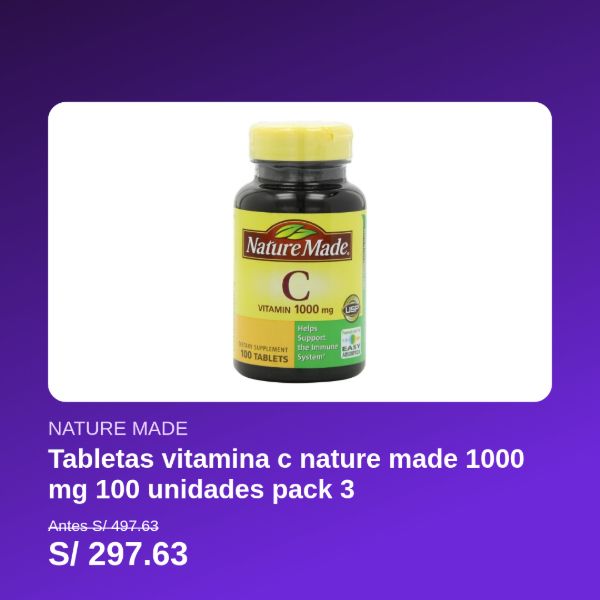 Nature Made
C
VITAMIN 1000 mg
USP
DIETARY SUPPLEMENT
100 TABLETS
Helps
Support
the Immune
System
EASY
NATURE MADE
Tabletas vitamina c nature made 1000
mg 100 unidades pack 3
Antes S/ 497.63
S/ 297.63